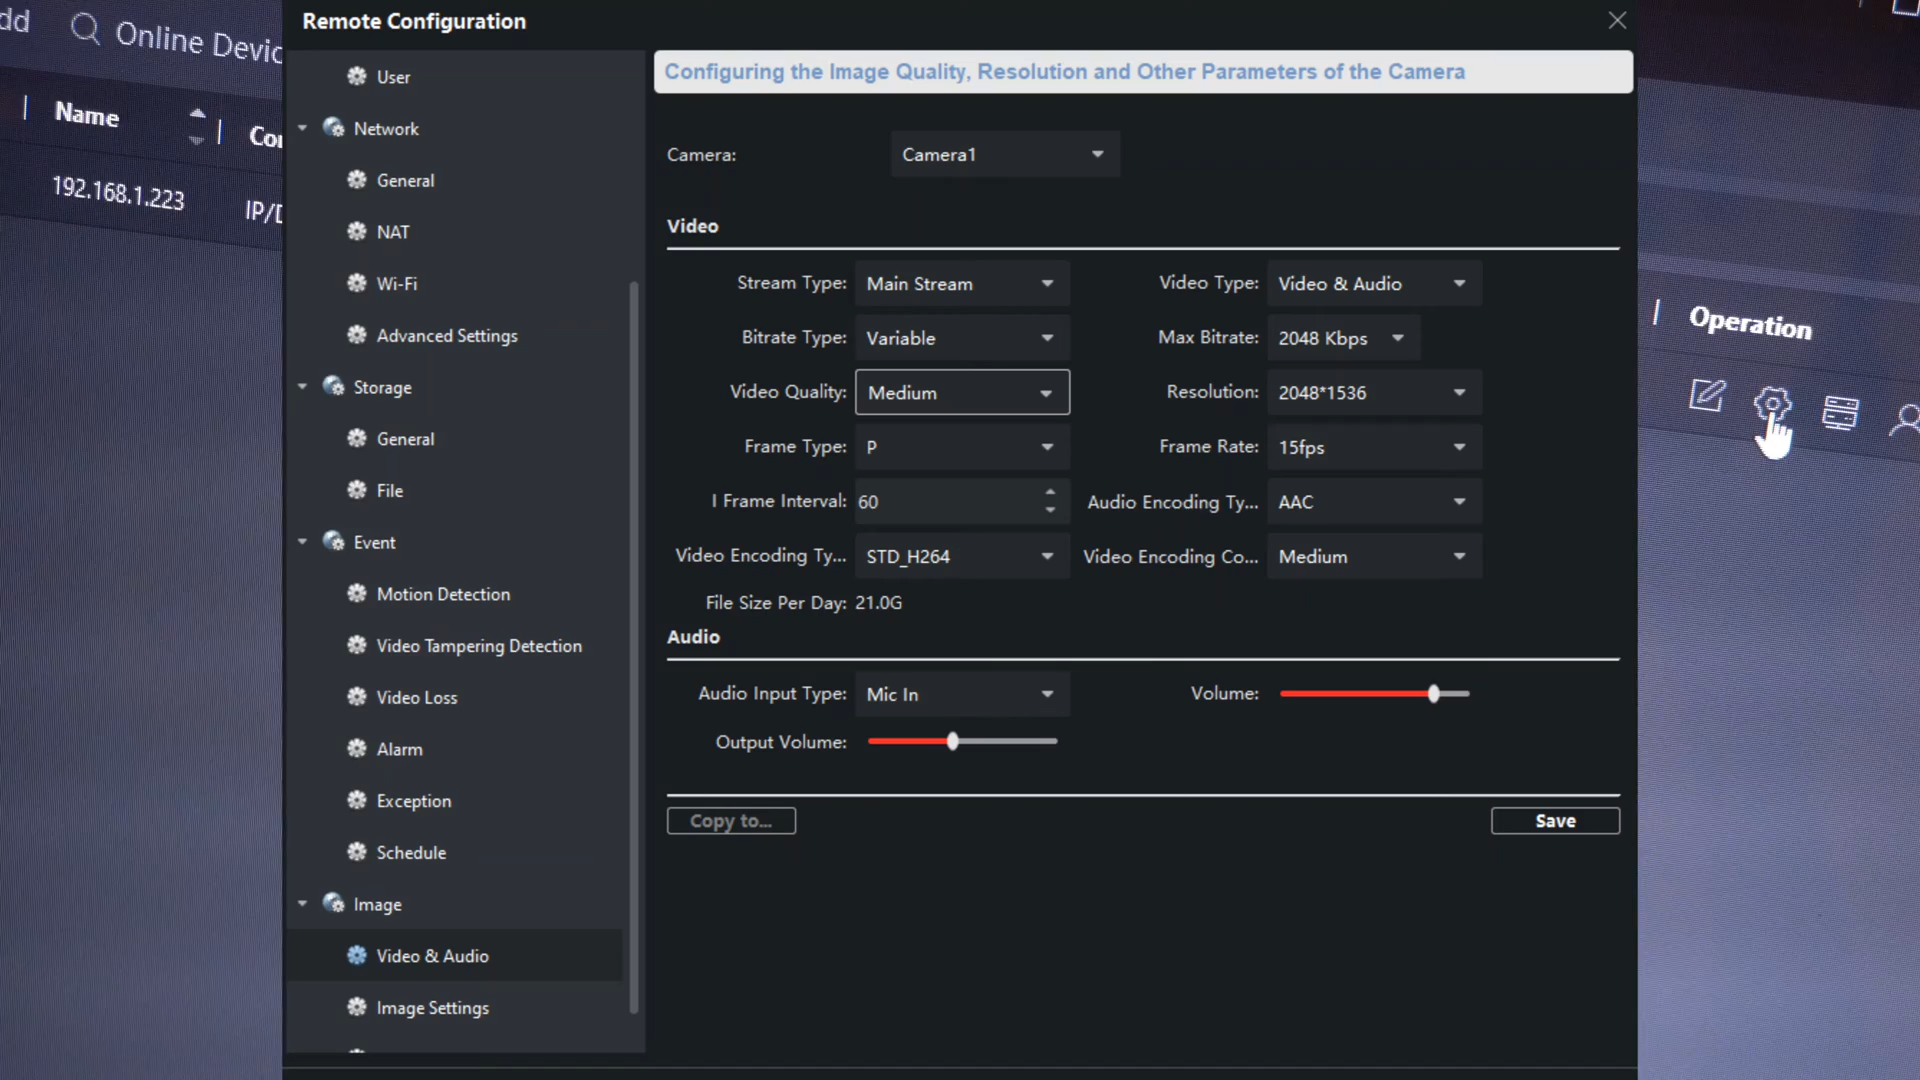 dd
Online Devic
Name
Cor
192.168.1.223
IP/D
Remote Configuration
User
Network
General
NAT
Wi-Fi
Advanced Settings
Storage
General
File
Event
Motion Detection
Video Tampering Detection
Video Loss
Alarm
Exception
Schedule
Image
Video & Audio
Image Settings
Configuring the Image Quality, Resolution and Other Parameters of the Camera
Camera: Camera1
Video
Stream Type: Main Stream Video Type: Video & Audio
Bitrate Type: Variable Max Bitrate: 2048 Kbps
Video Quality: Medium Resolution: 2048*1536
Frame Type: P Frame Rate: 15fps
I Frame Interval: 60 Audio Encoding Ty... AAC
Video Encoding Ty... STD_H264 Video Encoding Co... Medium
File Size Per Day: 21.0G
Audio
Audio Input Type: Mic In Volume:
Output Volume:
Copy to... Save
Operation